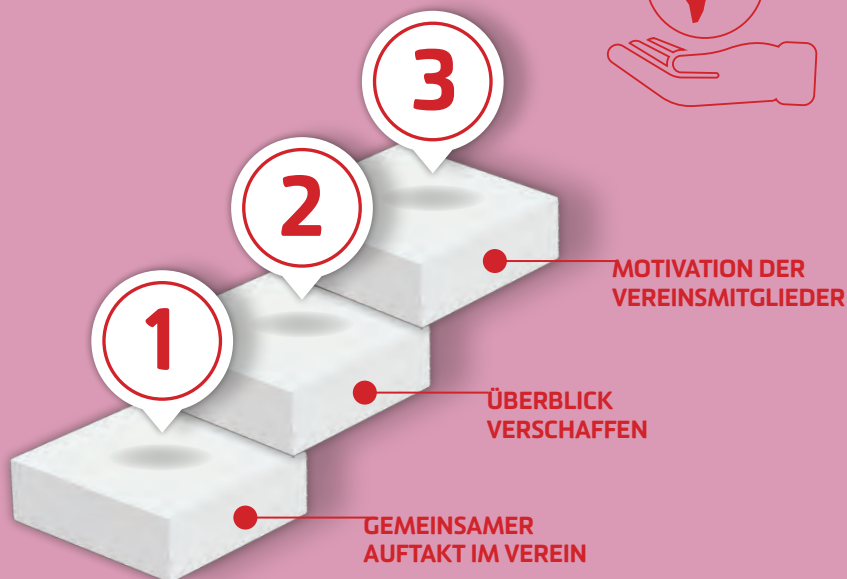 3
2
MOTIVATION DER
VEREINSMITGLIEDER
1
ÜBERBLICK
VERSCHAFFEN
GEMEINSAMER
AUFTAKT IM VEREIN